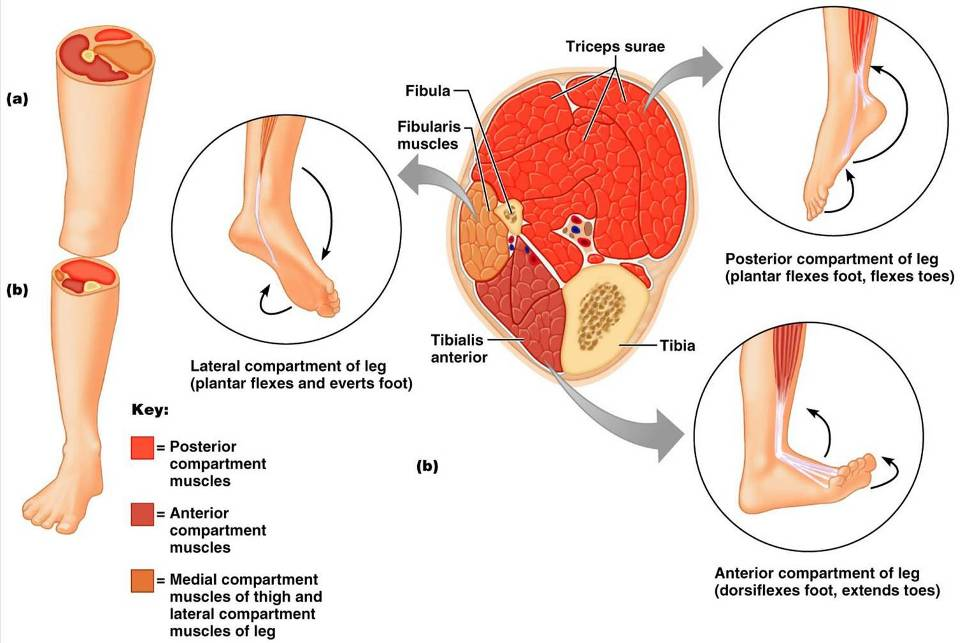 (a)
(b)
Triceps surae
Fibula
Fibularis
muscles
Posterior compartment of leg
(plantar flexes foot, flexes toes)
Tibialis
anterior
Tibia
Lateral compartment of leg
(plantar flexes and everts foot)
Key:
= Posterior
compartment
muscles
= Anterior
compartment
muscles
= Medial compartment
muscles of thigh and
lateral compartment
muscles of leg
(b)
Anterior compartment of leg
(dorsiflexes foot, extends toes)